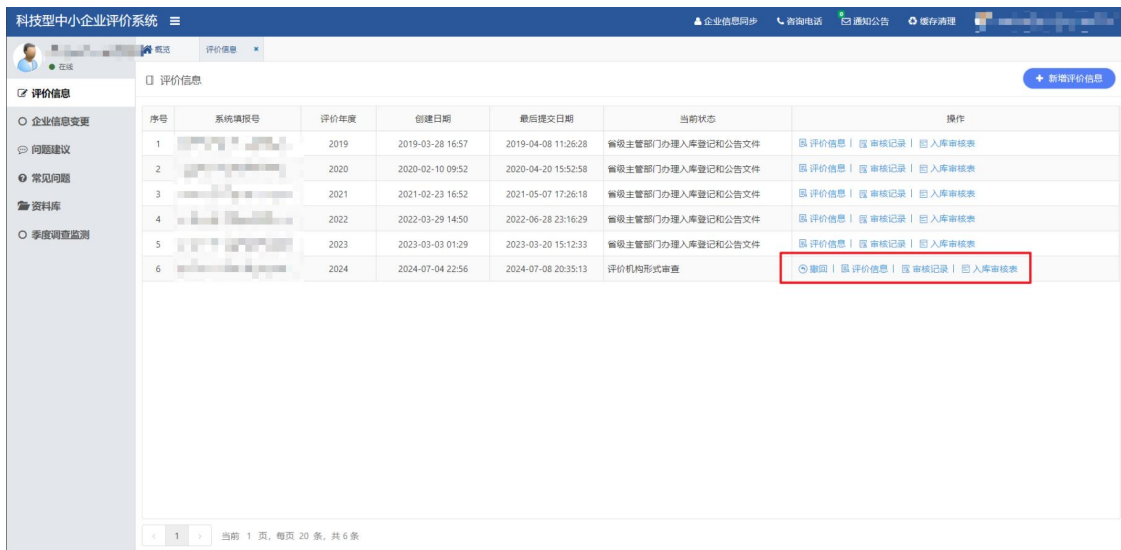 科技型中小企业评价系统
企业信息同步 咨询电话 通知公告 缓存清理
在线
评价信息
企业信息变更
问题建议
常见问题
资料库
季度调查监测
概览 评价信息 ×
评价信息
+ 新增评价信息
序号 系统填报号 评价年度 创建日期 最后提交日期 当前状态 操作
1 2019 2019-03-28 16:57 2019-04-08 11:26:28 省级主管部门办理入库登记和公告文件 评价信息 | 审核记录 | 入库审核表
2 2020 2020-02-10 09:52 2020-04-20 15:52:58 省级主管部门办理入库登记和公告文件 评价信息 | 审核记录 | 入库审核表
3 2021 2021-02-23 16:52 2021-05-07 17:26:18 省级主管部门办理入库登记和公告文件 评价信息 | 审核记录 | 入库审核表
4 2022 2022-03-29 14:50 2022-06-28 23:16:29 省级主管部门办理入库登记和公告文件 评价信息 | 审核记录 | 入库审核表
5 2023 2023-03-03 01:29 2023-03-20 15:12:33 省级主管部门办理入库登记和公告文件 评价信息 | 审核记录 | 入库审核表
6 2024 2024-07-04 22:56 2024-07-08 20:35:13 评价机构形式审查 撤回 | 评价信息 | 审核记录 | 入库审核表
< 1 > 当前 1 页, 每页 20 条, 共 6 条